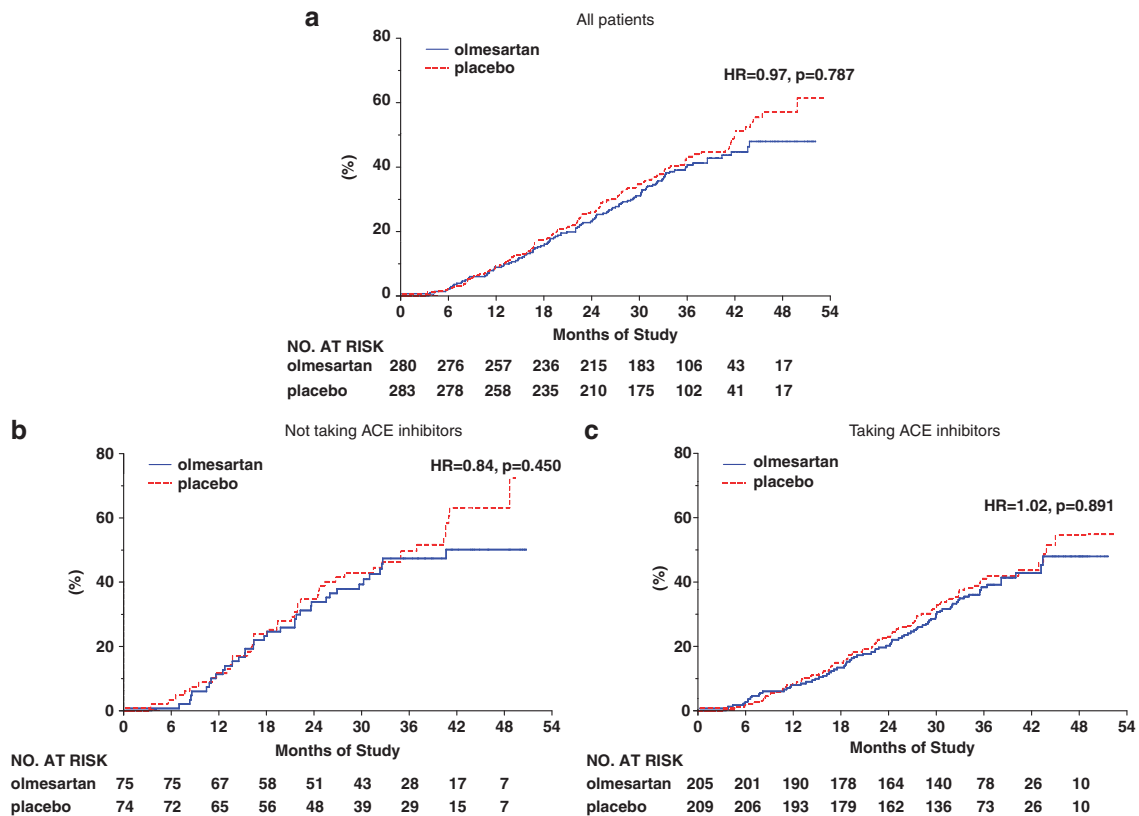 a
All patients
olmesartan
placebo
HR=0.97, p=0.787
(%)
80
60
40
20
0
0 6 12 18 24 30 36 42 48 54
Months of Study
NO. AT RISK
olmesartan 280 276 257 236 215 183 106 43 17
placebo 283 278 258 235 210 175 102 41 17
b
Not taking ACE inhibitors
olmesartan
placebo
HR=0.84, p=0.450
(%)
80
60
40
20
0
0 6 12 18 24 30 36 42 48 54
Months of Study
NO. AT RISK
olmesartan 75 75 67 58 51 43 28 17 7
placebo 74 72 65 56 48 39 29 15 7
c
Taking ACE inhibitors
olmesartan
placebo
HR=1.02, p=0.891
(%)
80
60
40
20
0
0 6 12 18 24 30 36 42 48 54
Months of Study
NO. AT RISK
olmesartan 205 201 190 178 164 140 78 26 10
placebo 209 206 193 179 162 136 73 26 10